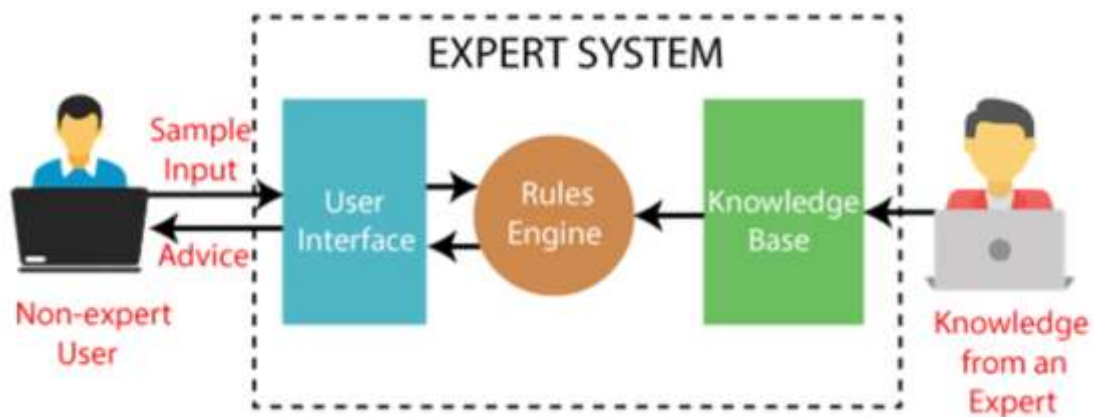 EXPERT SYSTEM
Sample
Input
Advice
Non-expert
User
User
Interface
Rules
Engine
Knowledge
Base
Knowledge
from an
Expert